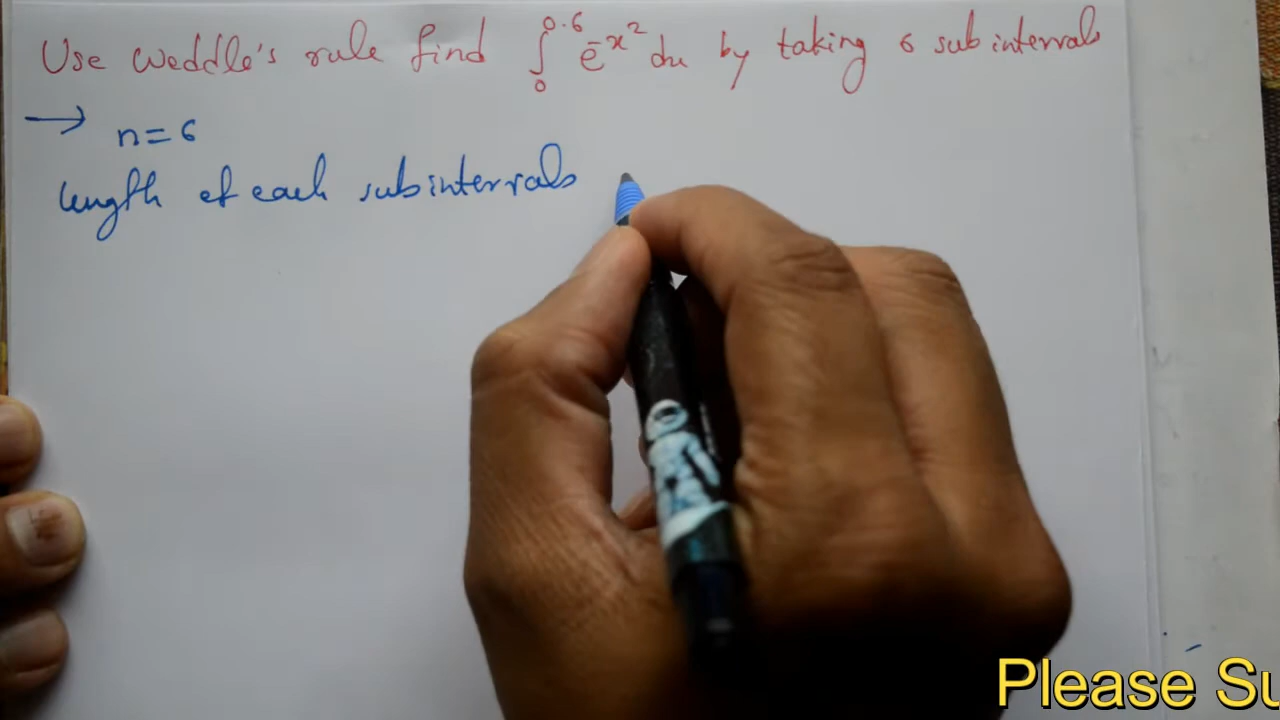 Use Weddle's rule find ∫₀^0.6 e^-x² dx by taking 6 sub intervals
→ n=6
length of each subintervals
Please Su